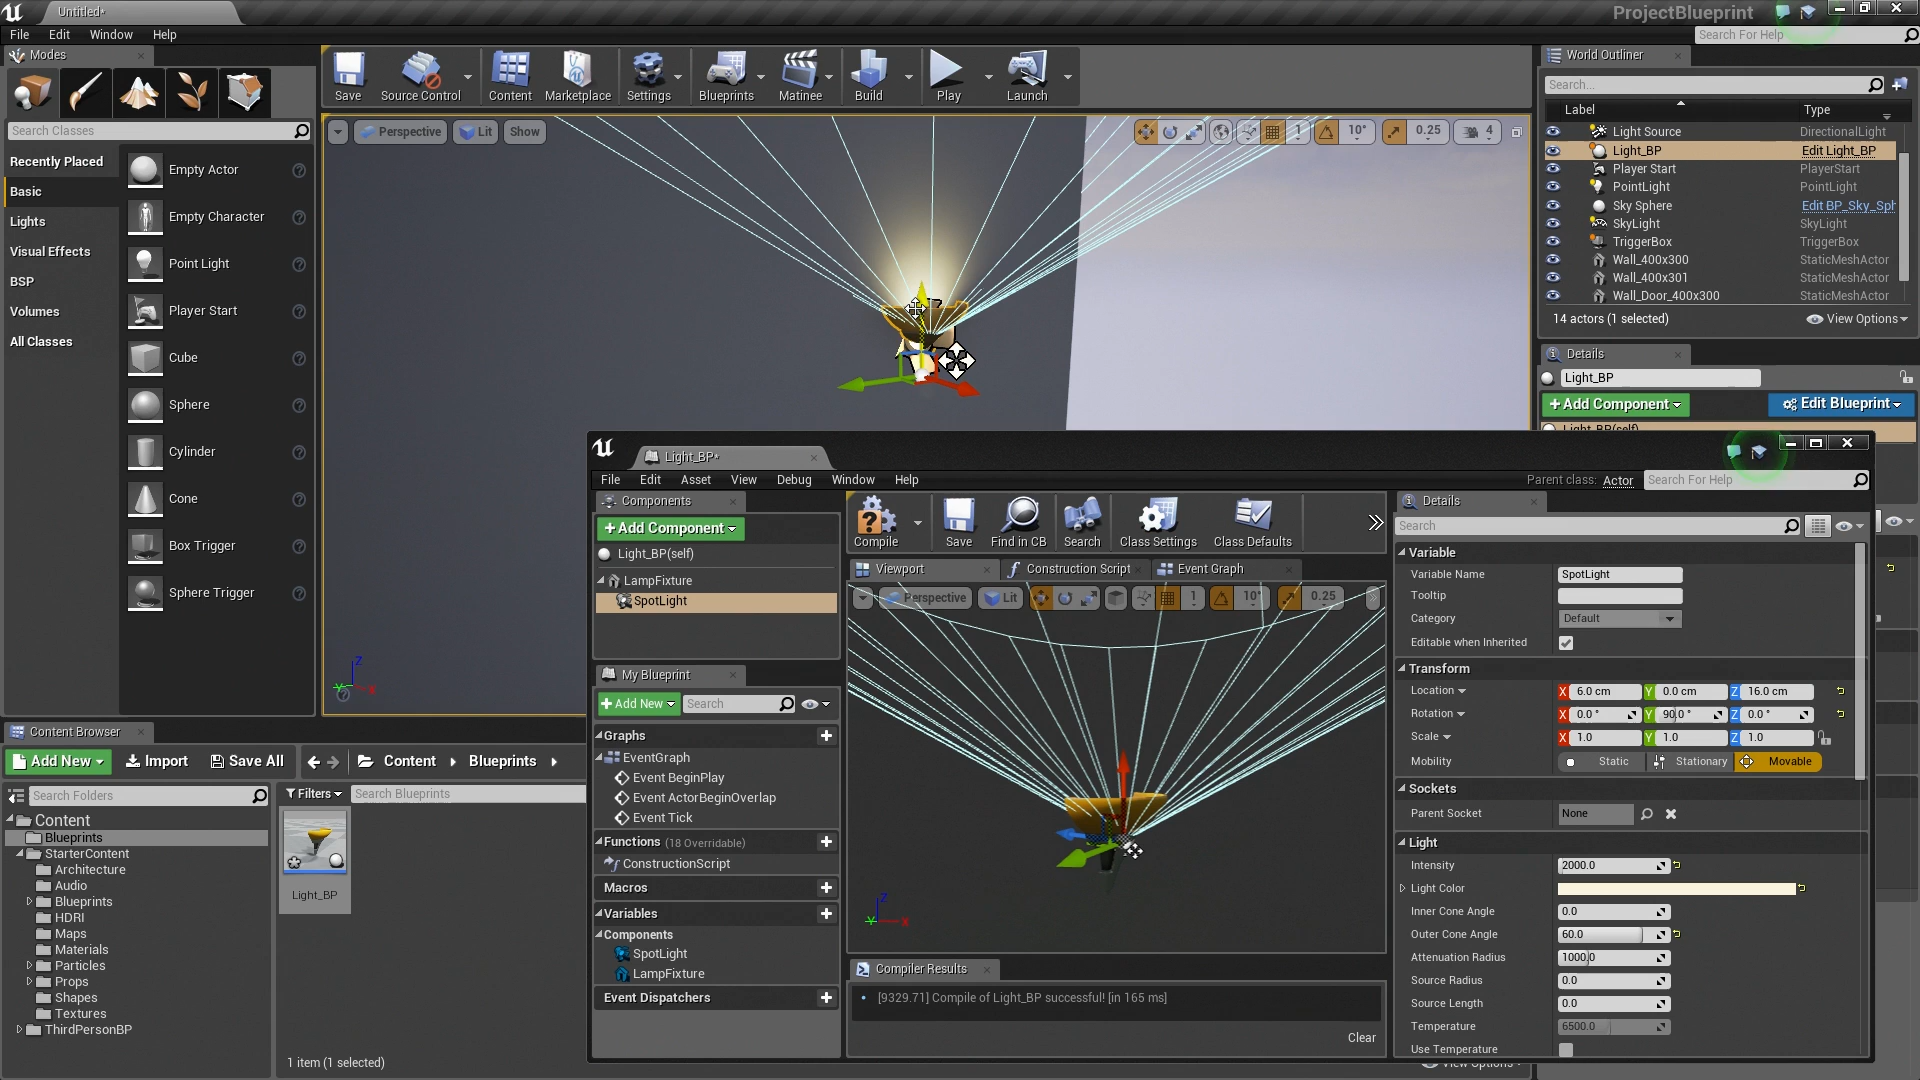 Untitled*
ProjectBlueprint
File Edit Window Help
Search For Help
Modes
Search Classes
Recently Placed
Basic
Lights
Visual Effects
BSP
Volumes
All Classes
Empty Actor
Empty Character
Point Light
Player Start
Cube
Sphere
Cylinder
Cone
Box Trigger
Sphere Trigger
Save Source Control Content Marketplace Settings Blueprints Matinee Build Play Launch
Perspective Lit Show 1 10° 0.25 4
World Outliner
Search...
Label Type
Light Source DirectionalLight
Light_BP Edit Light_BP
Player Start PlayerStart
PointLight PointLight
Sky Sphere Edit BP_Sky_Sph
SkyLight SkyLight
TriggerBox TriggerBox
Wall_400x300 StaticMeshActor
Wall_400x301 StaticMeshActor
Wall_Door_400x300 StaticMeshActor
14 actors (1 selected) View Options
Details
Light_BP
+Add Component Edit Blueprint
Light_BP(self)
Light_BP*
File Edit Asset View Debug Window Help
Parent class: Actor Search For Help
Components
+Add Component
Light_BP(self)
LampFixture
SpotLight
My Blueprint
+Add New Search
Graphs
EventGraph
Event BeginPlay
Event ActorBeginOverlap
Event Tick
Functions (18 Overridable)
ConstructionScript
Macros
Variables
Components
SpotLight
LampFixture
Event Dispatchers
Compile Save Find in CB Search Class Settings Class Defaults
Viewport Construction Script Event Graph
Perspective Lit 1 10° 0.25
Compiler Results
• [9329.71] Compile of Light_BP successful! [in 165 ms]
Clear
Details
Search
Variable
Variable Name SpotLight
Tooltip
Category Default
Editable when Inherited
Transform
Location X 6.0 cm Y 0.0 cm Z 16.0 cm
Rotation X 0.0 ° Y 90.0 ° Z 0.0 °
Scale X 1.0 Y 1.0 Z 1.0
Mobility Static Stationary Movable
Sockets
Parent Socket None
Light
Intensity 2000.0
Light Color
Inner Cone Angle 0.0
Outer Cone Angle 60.0
Attenuation Radius 1000.0
Source Radius 0.0
Source Length 0.0
Temperature 6500.0
Use Temperature
View Options
Content Browser
Add New Import Save All Content Blueprints
Search Folders
Filters Search Blueprints
Content
Blueprints
StarterContent
Architecture
Audio
Blueprints
HDRI
Maps
Materials
Particles
Props
Shapes
Textures
ThirdPersonBP
Light_BP
1 item (1 selected)